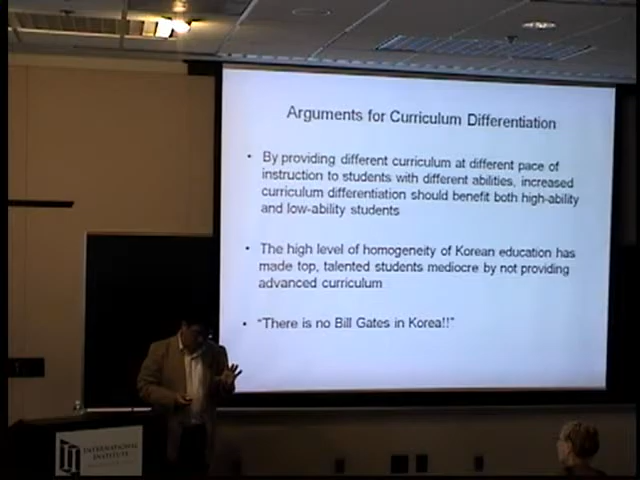 Arguments for Curriculum Differentiation
• By providing different curriculum at different pace of
instruction to students with different abilities, increased
curriculum differentiation should benefit both high-ability
and low-ability students
• The high level of homogeneity of Korean education has
made top, talented students mediocre by not providing
advanced curriculum
• “There is no Bill Gates in Korea!!”
INTERNATIONAL
INSTITUTE